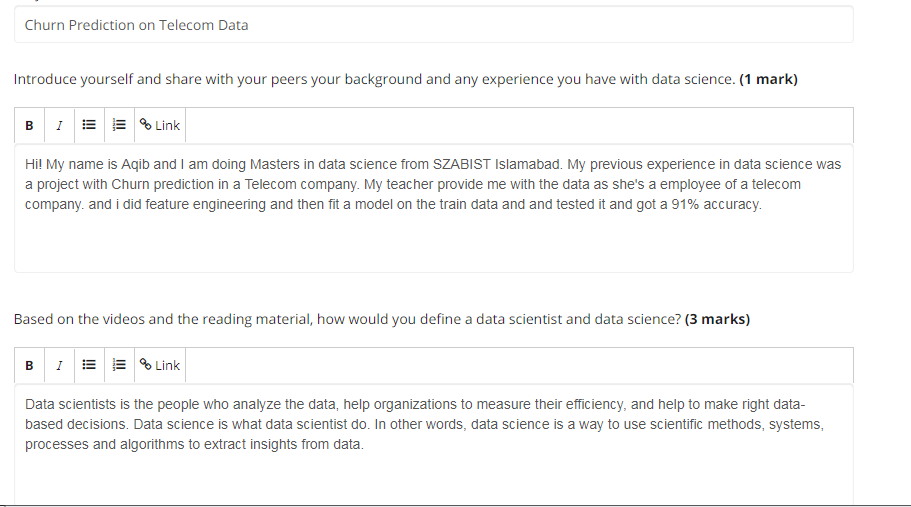 Churn Prediction on Telecom Data
Introduce yourself and share with your peers your background and any experience you have with data science. (1 mark)
B I Link
Hi! My name is Aqib and I am doing Masters in data science from SZABIST Islamabad. My previous experience in data science was
a project with Churn prediction in a Telecom company. My teacher provide me with the data as she's a employee of a telecom
company. and i did feature engineering and then fit a model on the train data and and tested it and got a 91% accuracy.
Based on the videos and the reading material, how would you define a data scientist and data science? (3 marks)
B I Link
Data scientists is the people who analyze the data, help organizations to measure their efficiency, and help to make right data-
based decisions. Data science is what data scientist do. In other words, data science is a way to use scientific methods, systems,
processes and algorithms to extract insights from data.